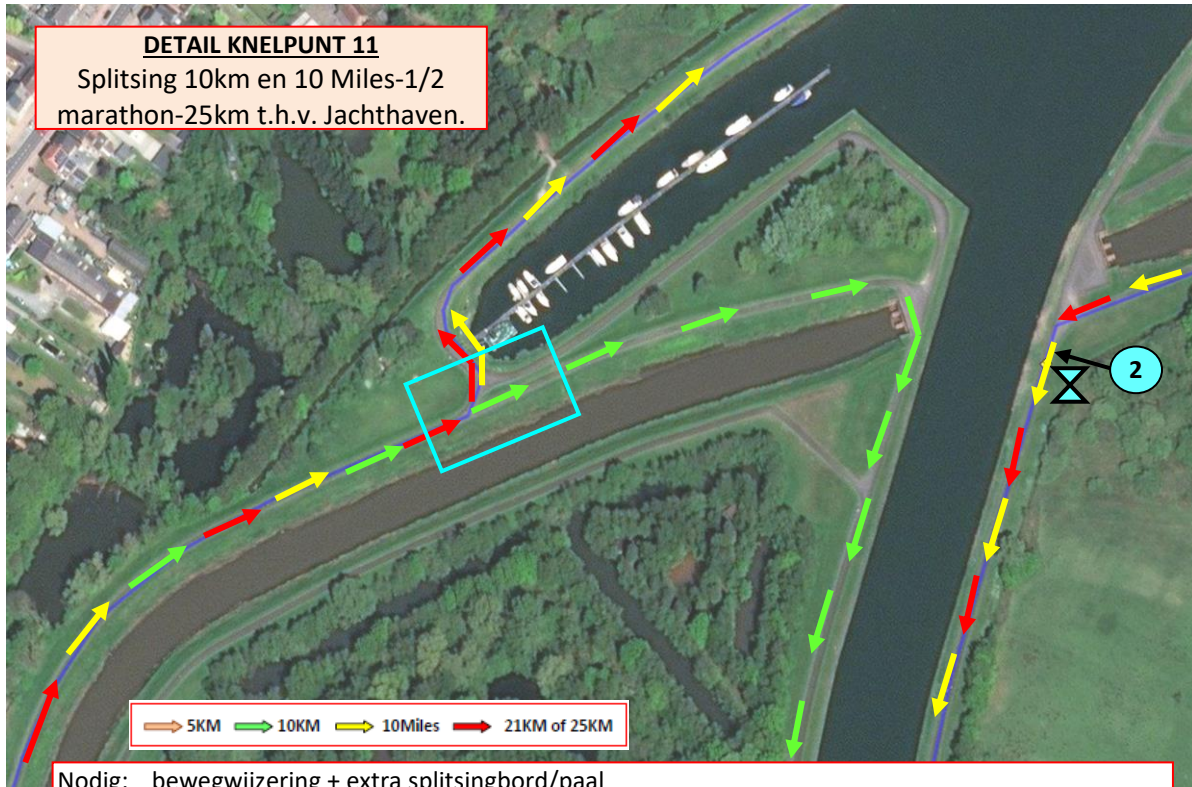 DETAIL KNELPUNT 11
Splitsing 10km en 10 Miles-1/2
marathon-25km t.h.v. Jachthaven.
2
5KM 10KM 10Miles 21KM of 25KM
Nodig: bewegwijzering + extra splitsingbord/paal